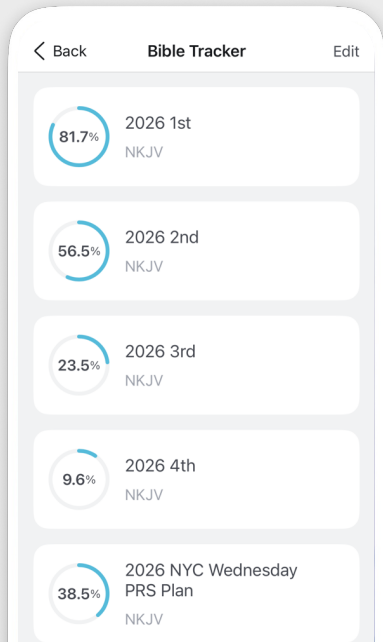 Back
Bible Tracker
Edit
81.7%
2026 1st
NKJV
56.5%
2026 2nd
NKJV
23.5%
2026 3rd
NKJV
9.6%
2026 4th
NKJV
38.5%
2026 NYC Wednesday
PRS Plan
NKJV